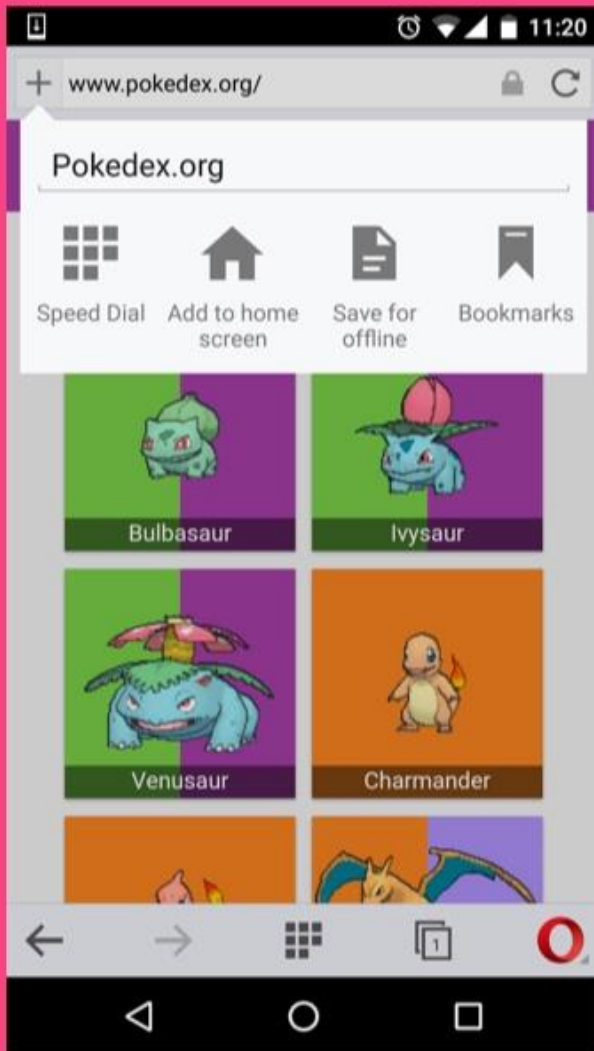 11:20
www.pokedex.org/
Pokedex.org
Speed Dial
Add to home
screen
Save for
offline
Bookmarks
Bulbasaur
Ivysaur
Venusaur
Charmander
1